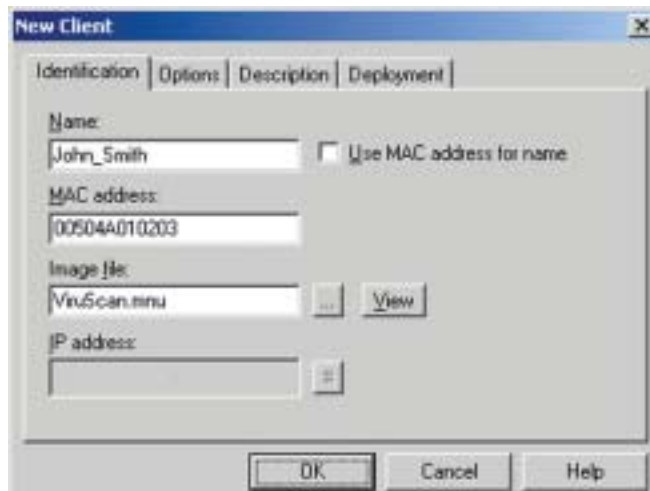 New Client
Identification Options Description Deployment
Name:
John_Smith Use MAC address for name
MAC address:
00504A010203
Image file:
ViruScan.mnu ... View
IP address:
OK Cancel Help